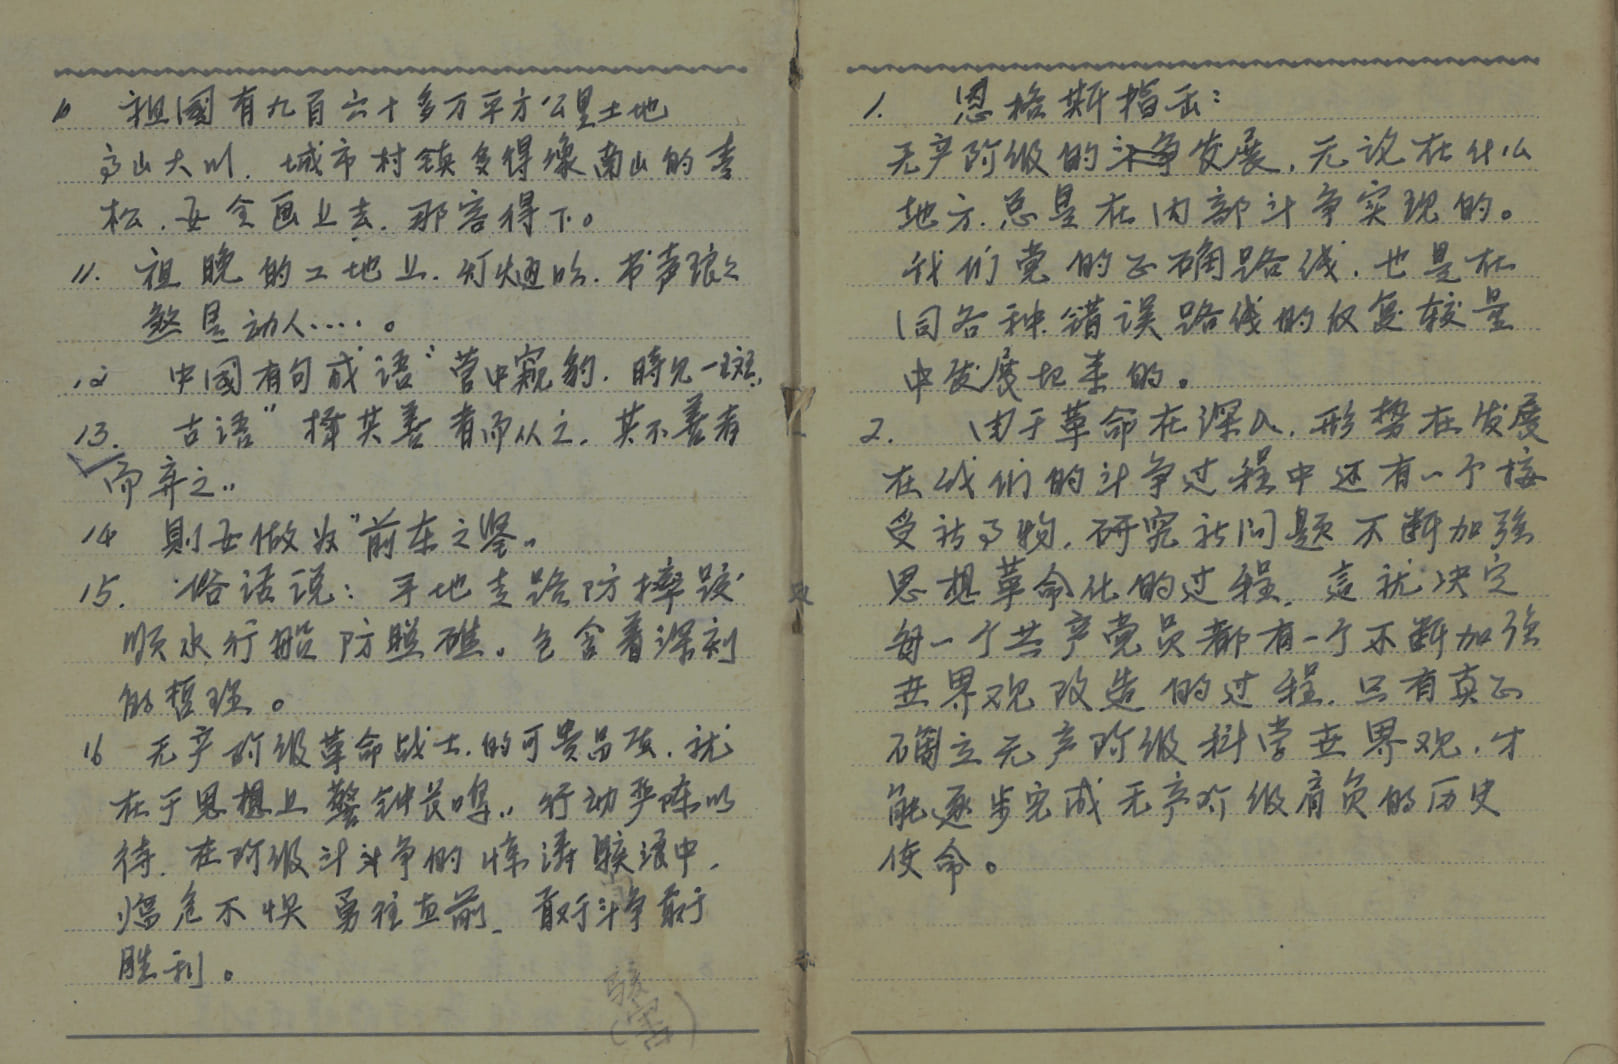 10 祖國有九百六十多万平方公里土地
高山大川.城市村镇多得像南山的青
松.要全画上去.那容得下。
11. 祖晚的工地上.灯火通明.书声琅々
煞是动人····。
12 中國有句成语"管中窥豹.時见一斑,
13. 古语"择其善者而从之.其不善者
而弃之"
14 則要做为"前车之鉴"
15. 俗话说:平地走路防摔跤
顺水行船防暗礁。包含着深刻
的哲理。
16 无产阶级革命战士.的可贵品质.就
在于思想上警钟长鸣",行动严阵以
待.在阶级斗斗争的惊涛骇浪中.
临危不惧 勇往直前、敢于斗争敢于
胜利。
骇
1. 恩格斯指出:
无产阶级的斗争发展.无论在什么
地方.总是在内部斗争实现的。
我们党的正确路线.也是在
同各种错误路线的反复较量
中发展起来的。
2. 由于革命在深入.形势在发展
在我们的斗争过程中还有一个接
受新事物.研究新问题不断加强
思想革命化的过程.這就决定
每一个共产党员都有一个不断加强
世界观改造的过程.只有真正
确立无产阶级科学世界观.才
能逐步完成无产阶级肩负的历史
使命。